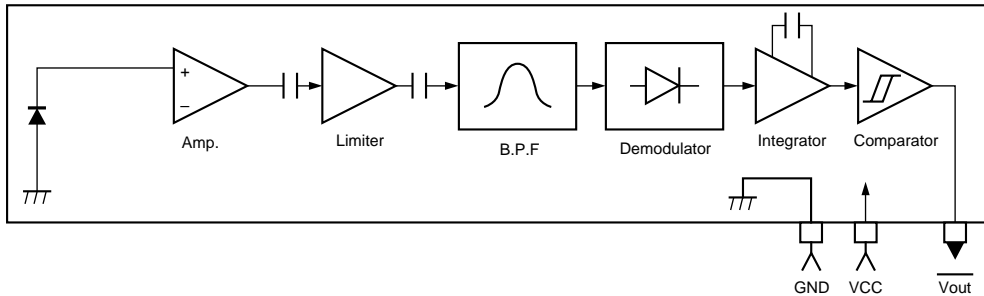 +
−
Amp.
Limiter
B.P.F
Demodulator
Integrator
Comparator
GND
VCC
Vout